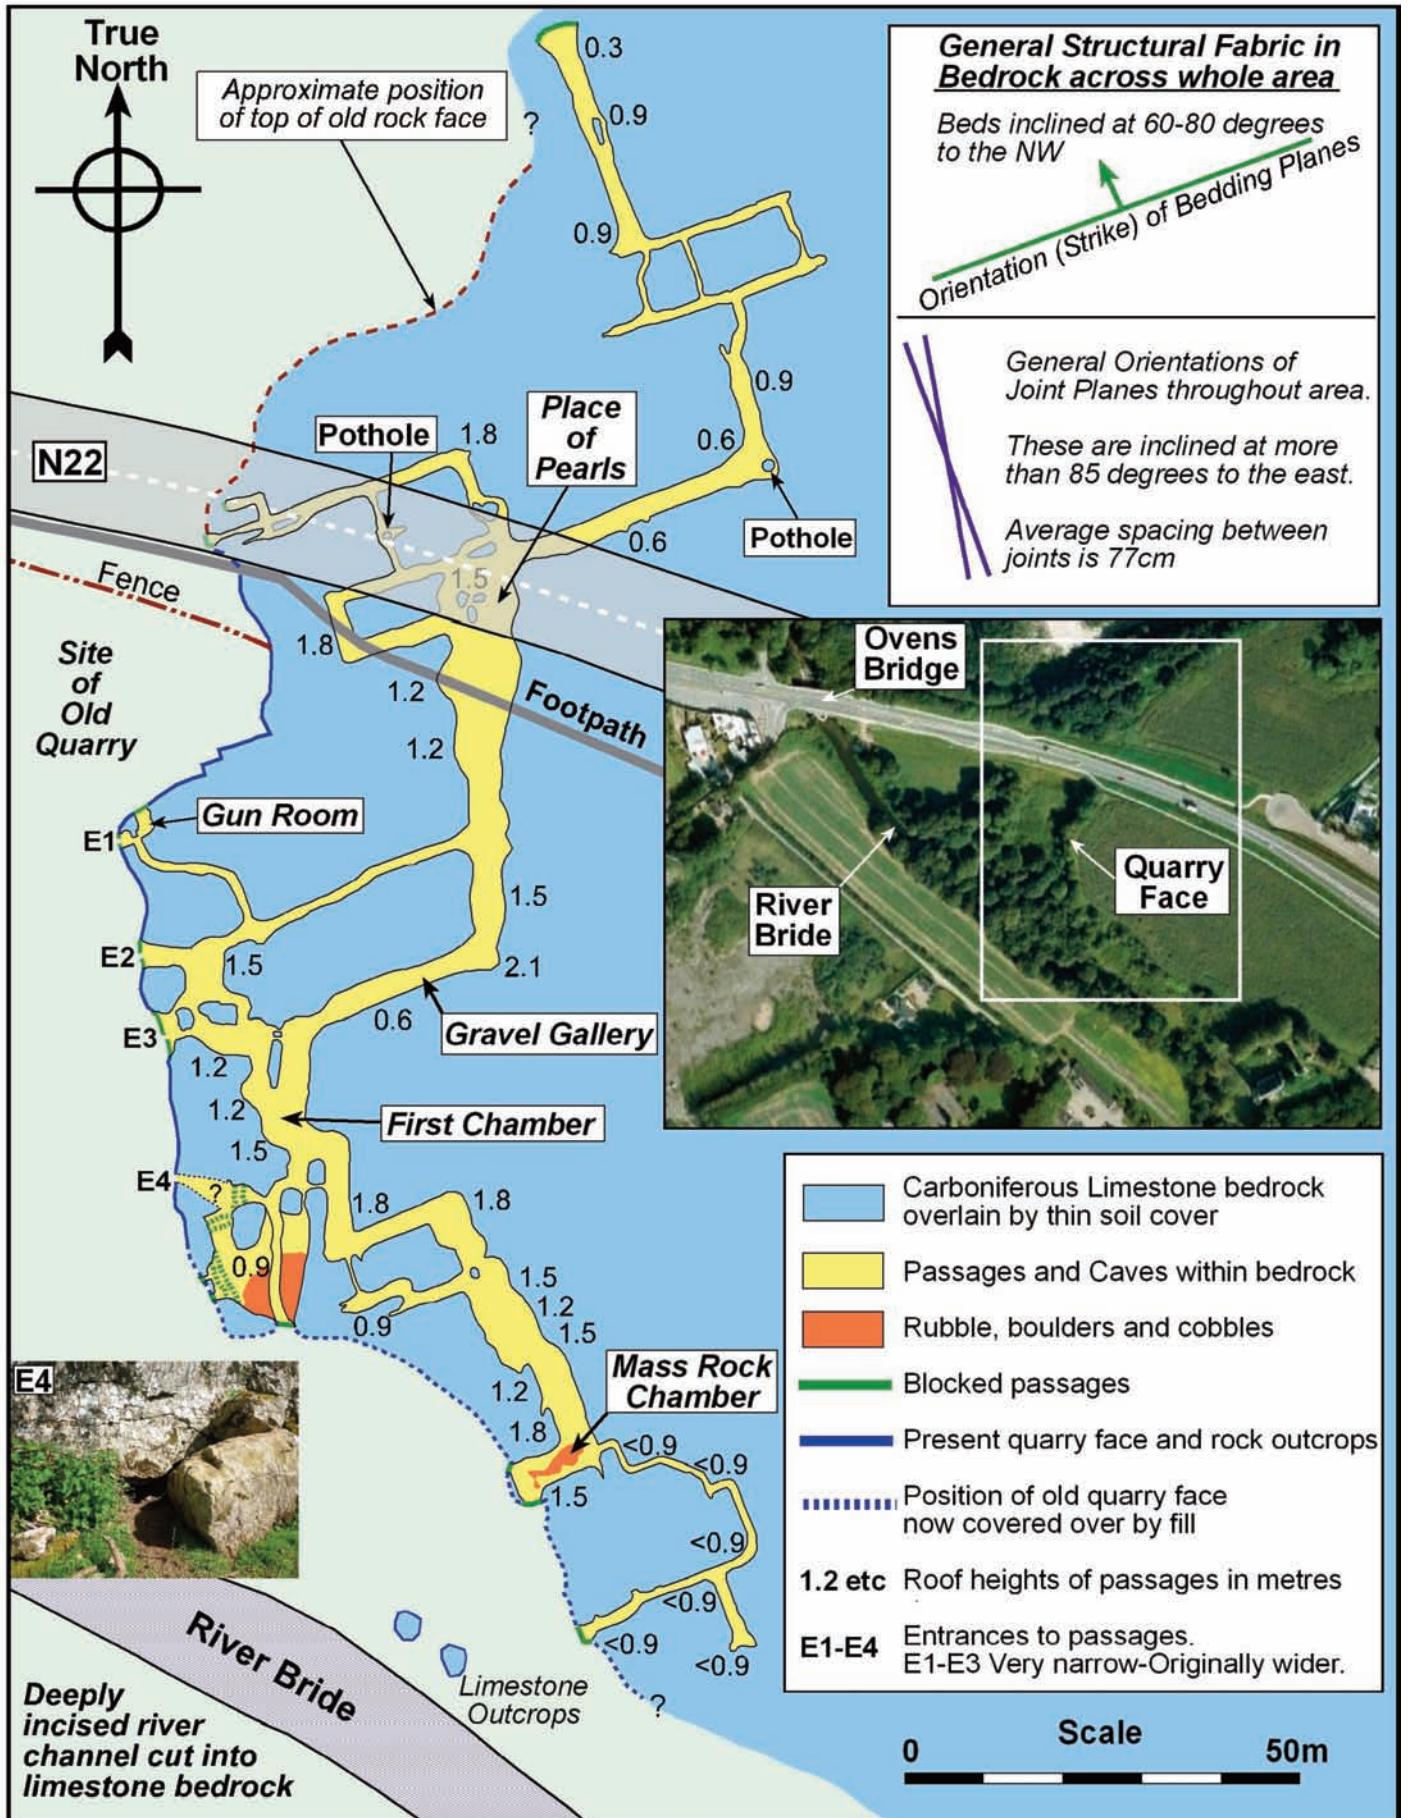 True
North
Approximate position
of top of old rock face
?
0.3
0.9
0.9
0.9
0.6
0.6
General Structural Fabric in
Bedrock across whole area
Beds inclined at 60-80 degrees
to the NW
Orientation (Strike) of Bedding Planes
General Orientations of
Joint Planes throughout area.
These are inclined at more
than 85 degrees to the east.
Average spacing between
joints is 77cm
N22
Pothole
1.8
Place
of
Pearls
Pothole
1.5
Fence
1.8
1.2
Footpath
1.2
Site
of
Old
Quarry
Ovens
Bridge
River
Bride
Quarry
Face
Gun Room
E1
1.5
E2
1.5
2.1
0.6
Gravel Gallery
E3
1.2
1.2
First Chamber
1.5
E4
?
1.8
1.8
0.9
0.9
1.5
1.2
1.5
Mass Rock
Chamber
1.2
1.8
1.5
<0.9
<0.9
<0.9
<0.9
<0.9
<0.9
?
E4
River Bride
Limestone
Outcrops
Deeply
incised river
channel cut into
limestone bedrock
Carboniferous Limestone bedrock
overlain by thin soil cover
Passages and Caves within bedrock
Rubble, boulders and cobbles
Blocked passages
Present quarry face and rock outcrops
Position of old quarry face
now covered over by fill
1.2 etc Roof heights of passages in metres
E1-E4 Entrances to passages.
E1-E3 Very narrow-Originally wider.
Scale
0 50m